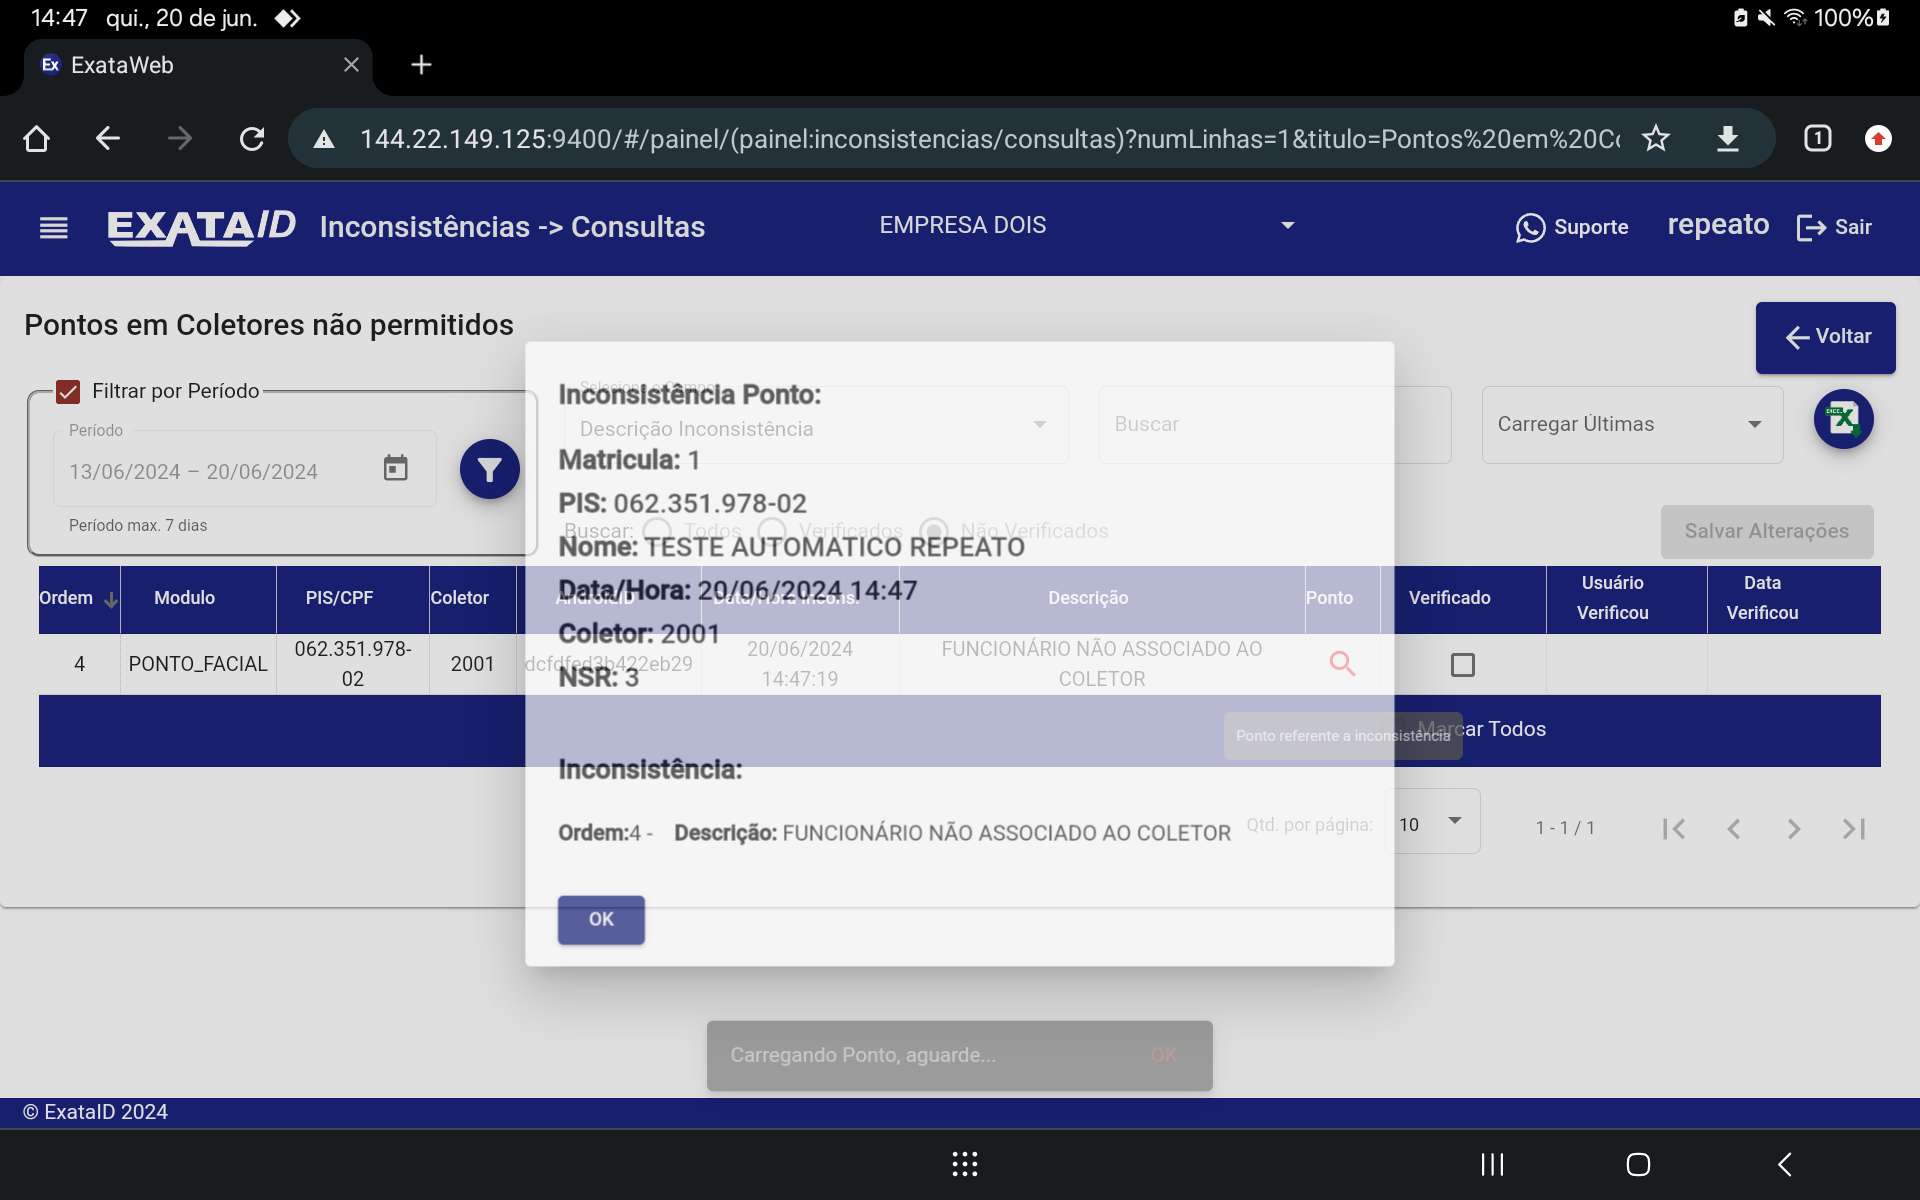 14:47 qui., 20 de jun. 100%
Ex ExataWeb
144.22.149.125:9400/#/painel/(painel:inconsistencias/consultas)?numLinhas=1&titulo=Pontos%20em%20Co 1
EXATAID Inconsistências -> Consultas EMPRESA DOIS Suporte repeato Sair
Pontos em Coletores não permitidos
Voltar
Filtrar por Período
Período
13/06/2024 – 20/06/2024
Período max. 7 dias
Selecione o Campo
Descrição Inconsistência
Buscar
Carregar Últimas
Buscar: Todos Verificados Não Verificados
Salvar Alterações
Ordem Modulo PIS/CPF Coletor AndroidID Data/Hora Incons. Descrição Ponto Verificado Usuário Verificou Data Verificou
4 PONTO_FACIAL 062.351.978-02 2001 dcfdfed3b422eb29 20/06/2024 14:47:19 FUNCIONÁRIO NÃO ASSOCIADO AO COLETOR
Marcar Todos
Ponto referente a inconsistência
Qtd. por página: 10 1 - 1 / 1
Inconsistência Ponto:
Matricula: 1
PIS: 062.351.978-02
Nome: TESTE AUTOMATICO REPEATO
Data/Hora: 20/06/2024 14:47
Coletor: 2001
NSR: 3
Inconsistência:
Ordem:4 - Descrição: FUNCIONÁRIO NÃO ASSOCIADO AO COLETOR
OK
Carregando Ponto, aguarde... OK
© ExataID 2024